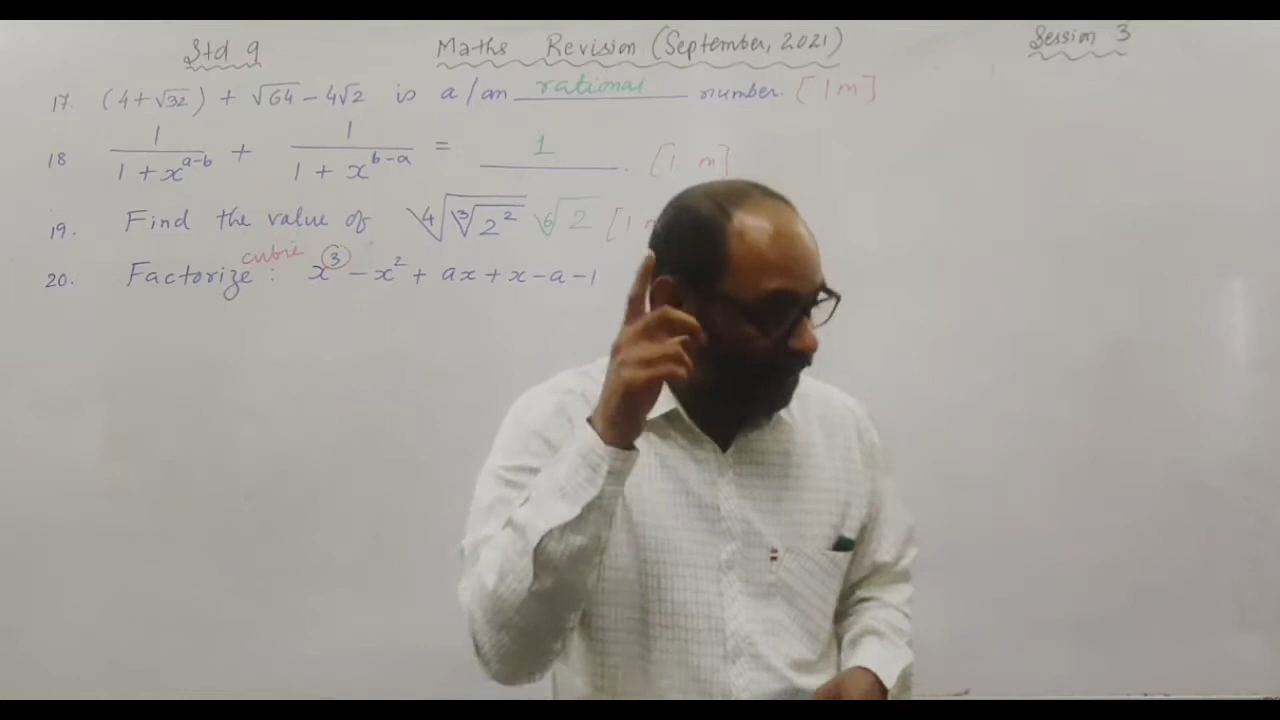 Std 9 Maths Revision (September, 2021) Session 3
17. (4+√32) + √64 − 4√2 is a/an rational number. [1m]
18 1/(1 + x^(a-b)) + 1/(1 + x^(b-a)) = 1. [1 m]
19. Find the value of ⁴√(³√(2²)) ⁶√2 [1
cubic
20. Factorize : x³ − x² + ax + x − a − 1